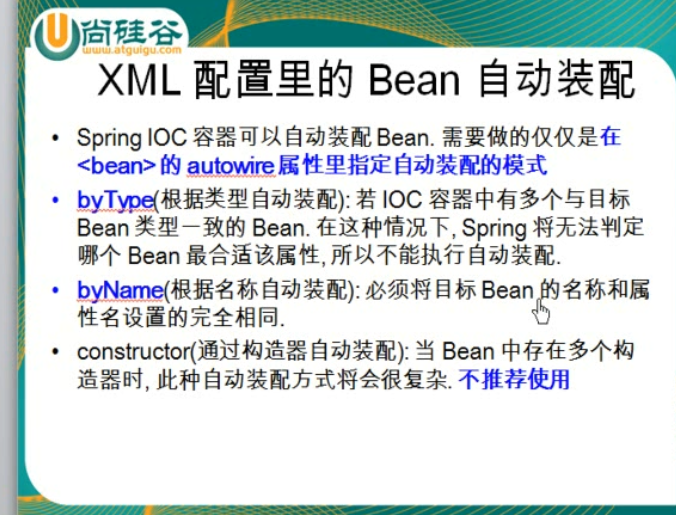 尚硅谷
www.atguigu.com
XML 配置里的 Bean 自动装配
• Spring IOC 容器可以自动装配 Bean. 需要做的仅仅是在
<bean> 的 autowire 属性里指定自动装配的模式
• byType(根据类型自动装配): 若 IOC 容器中有多个与目标
Bean 类型一致的 Bean. 在这种情况下, Spring 将无法判定
哪个 Bean 最合适该属性, 所以不能执行自动装配.
• byName(根据名称自动装配): 必须将目标 Bean 的名称和属
性名设置的完全相同.
• constructor(通过构造器自动装配): 当 Bean 中存在多个构
造器时, 此种自动装配方式将会很复杂. 不推荐使用